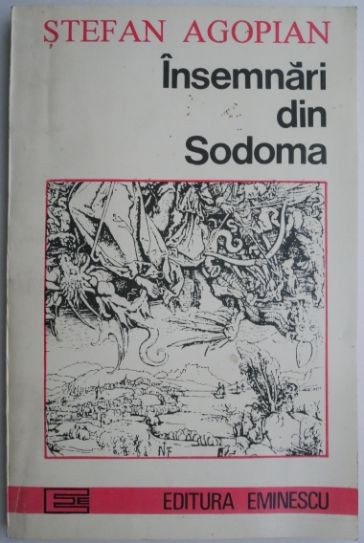 ȘTEFAN AGOPIAN
Însemnări
din
Sodoma
EDITURA EMINESCU